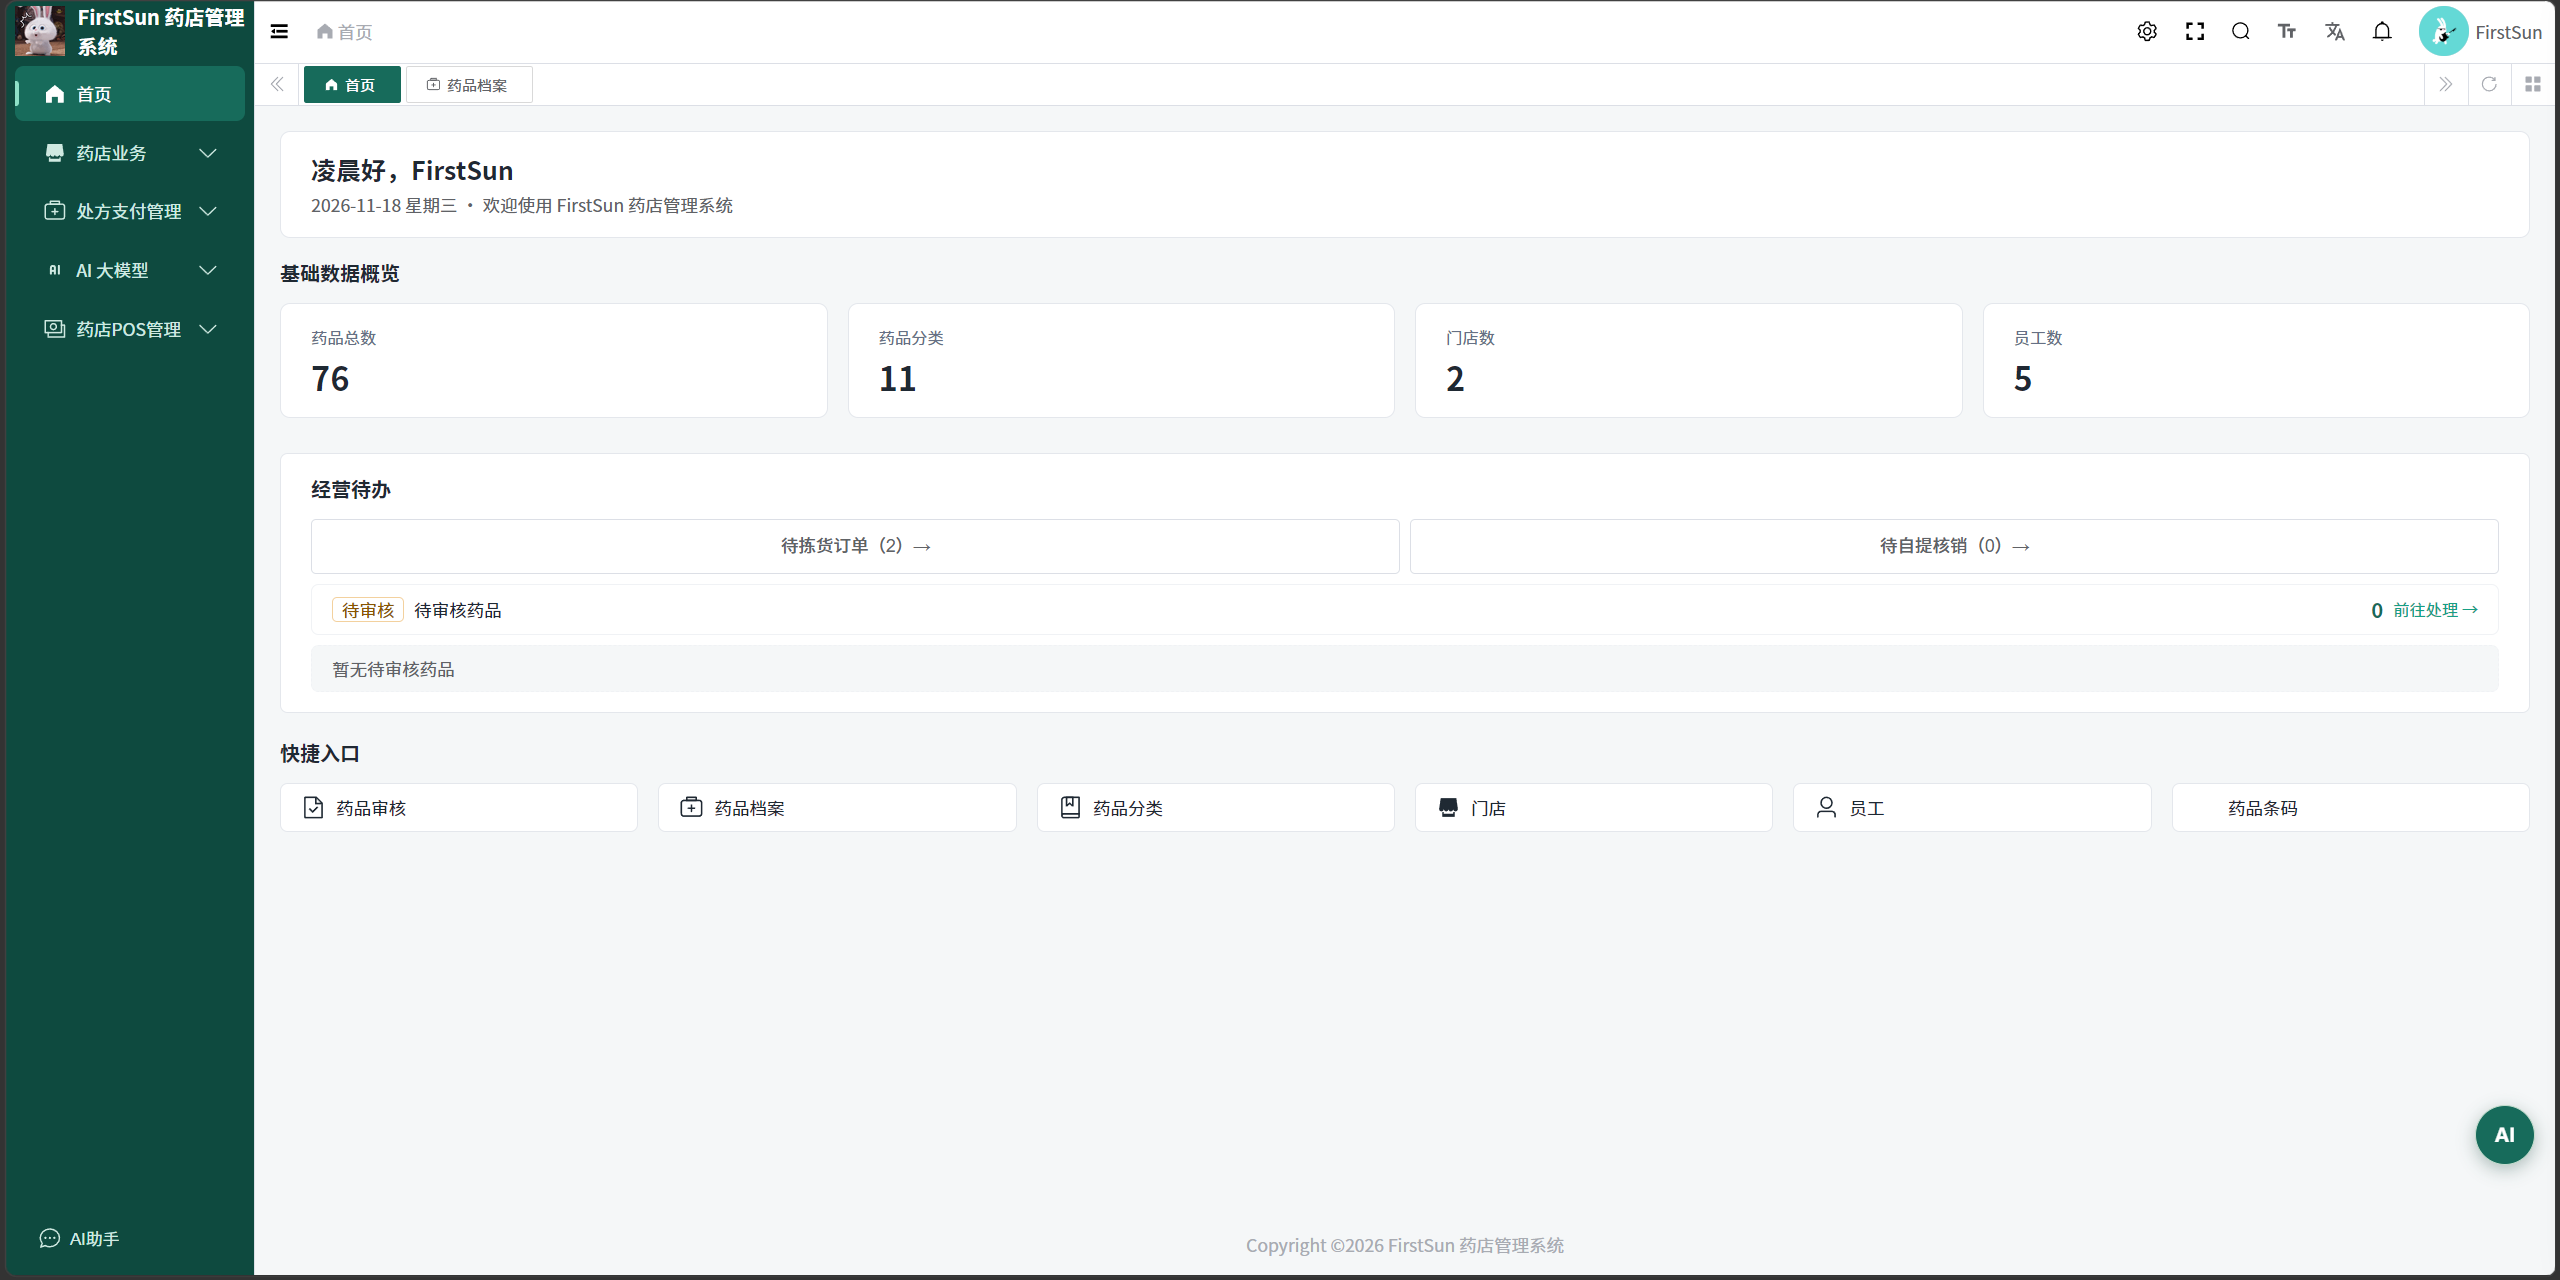 FirstSun 药店管理
系统
首页
药店业务
处方支付管理
AI 大模型
药店POS管理
AI助手
首页
FirstSun
首页
药品档案
凌晨好，FirstSun
2026-11-18 星期三 • 欢迎使用 FirstSun 药店管理系统
基础数据概览
药品总数
76
药品分类
11
门店数
2
员工数
5
经营待办
待拣货订单（2）→
待自提核销（0）→
待审核 待审核药品 0 前往处理→
暂无待审核药品
快捷入口
药品审核
药品档案
药品分类
门店
员工
药品条码
AI
Copyright ©2026 FirstSun 药店管理系统